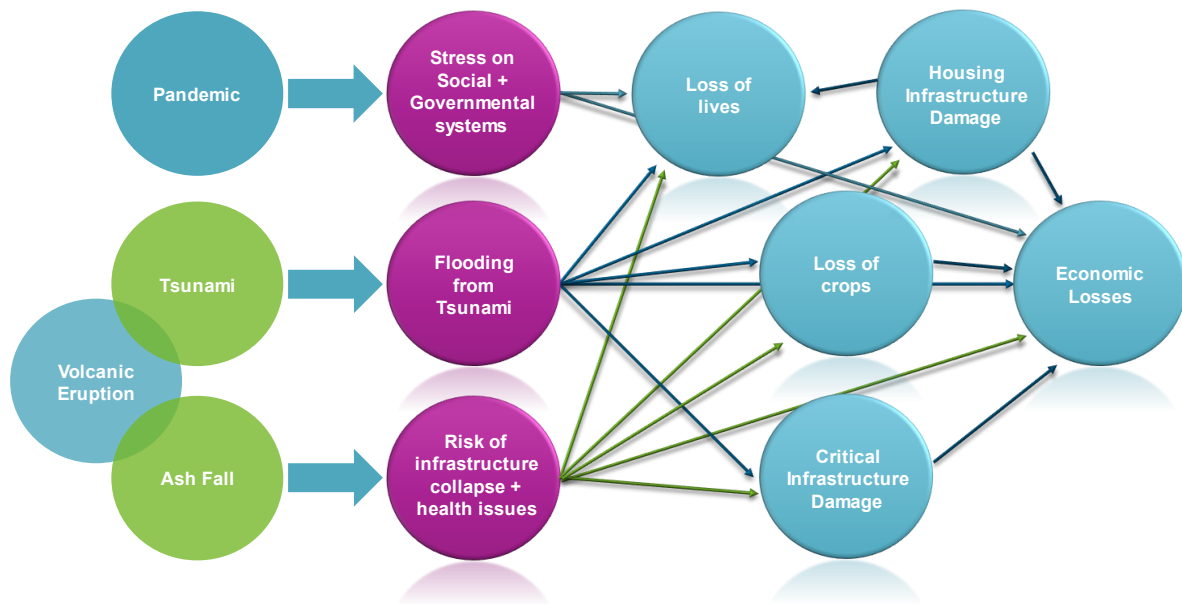 Pandemic
Stress on
Social +
Governmental
systems
Loss of
lives
Housing
Infrastructure
Damage
Tsunami
Flooding
from
Tsunami
Loss of
crops
Economic
Losses
Volcanic
Eruption
Ash Fall
Risk of
infrastructure
collapse +
health issues
Critical
Infrastructure
Damage